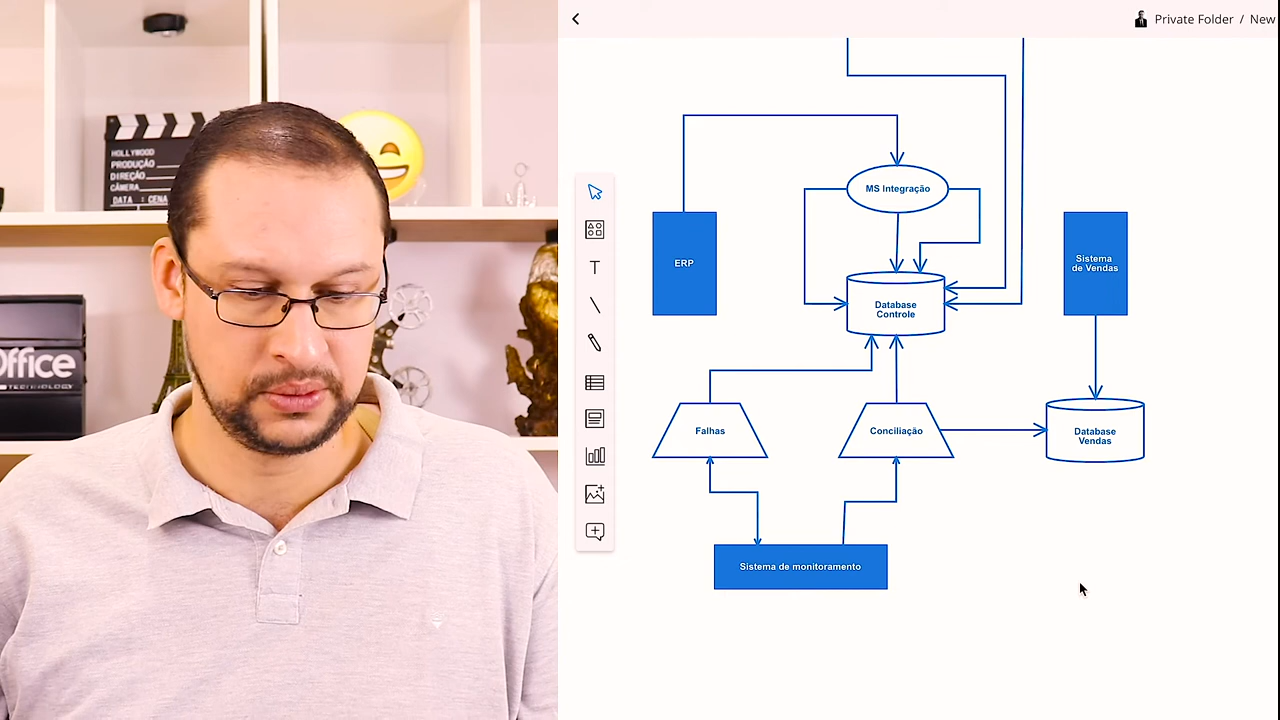 HOLLYWOOD
PRODUÇÃO
DIREÇÃO
CÂMERA
DATA : CENA
Office
TECHNOLOGY
Private Folder / New
MS Integração
ERP
Sistema
de Vendas
Database
Controle
Falhas
Conciliação
Database
Vendas
Sistema de monitoramento